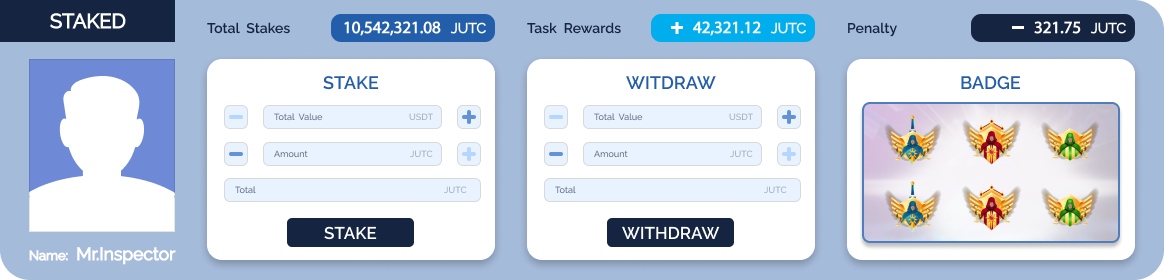 STAKED
Total Stakes 10,542,321.08 JUTC
Task Rewards + 42,321.12 JUTC
Penalty − 321.75 JUTC
Name: Mr.Inspector
STAKE
− Total Value USDT +
− Amount JUTC +
Total JUTC
STAKE
WITDRAW
− Total Value USDT +
− Amount JUTC +
Total JUTC
WITHDRAW
BADGE